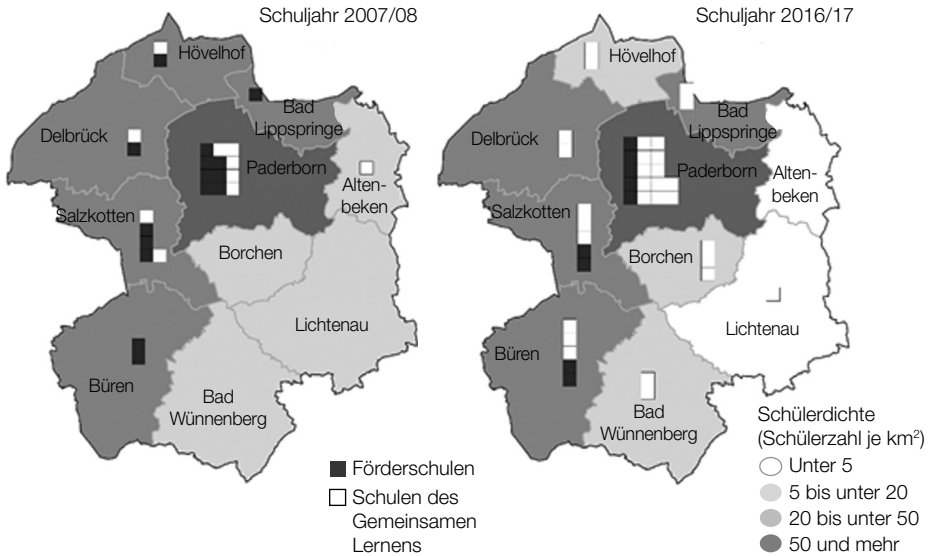 Schuljahr 2007/08
Hövelhof
Bad
Lippspringe
Delbrück
Paderborn
Alten-
beken
Salzkotten
Borchen
Lichtenau
Büren
Bad
Wünnenberg
Förderschulen
Schulen des
Gemeinsamen
Lernens
Schuljahr 2016/17
Hövelhof
Bad
Lippspringe
Delbrück
Paderborn
Alten-
beken
Salzkotten
Borchen
Lichtenau
Büren
Bad
Wünnenberg
Schülerdichte
(Schülerzahl je km²)
Unter 5
5 bis unter 20
20 bis unter 50
50 und mehr